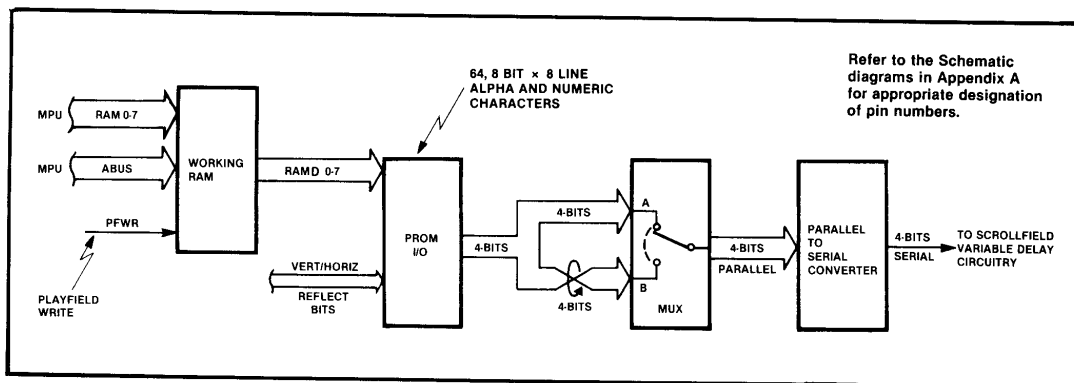 64, 8 BIT × 8 LINE
ALPHA AND NUMERIC
CHARACTERS
Refer to the Schematic
diagrams in Appendix A
for appropriate designation
of pin numbers.
MPU
RAM 0-7
MPU
ABUS
PFWR
PLAYFIELD
WRITE
WORKING
RAM
RAMD 0-7
VERT/HORIZ
REFLECT
BITS
PROM
I/O
4-BITS
4-BITS
4-BITS
A
B
MUX
4-BITS
PARALLEL
PARALLEL
TO
SERIAL
CONVERTER
4-BITS
SERIAL
TO SCROLLFIELD
VARIABLE DELAY
CIRCUITRY